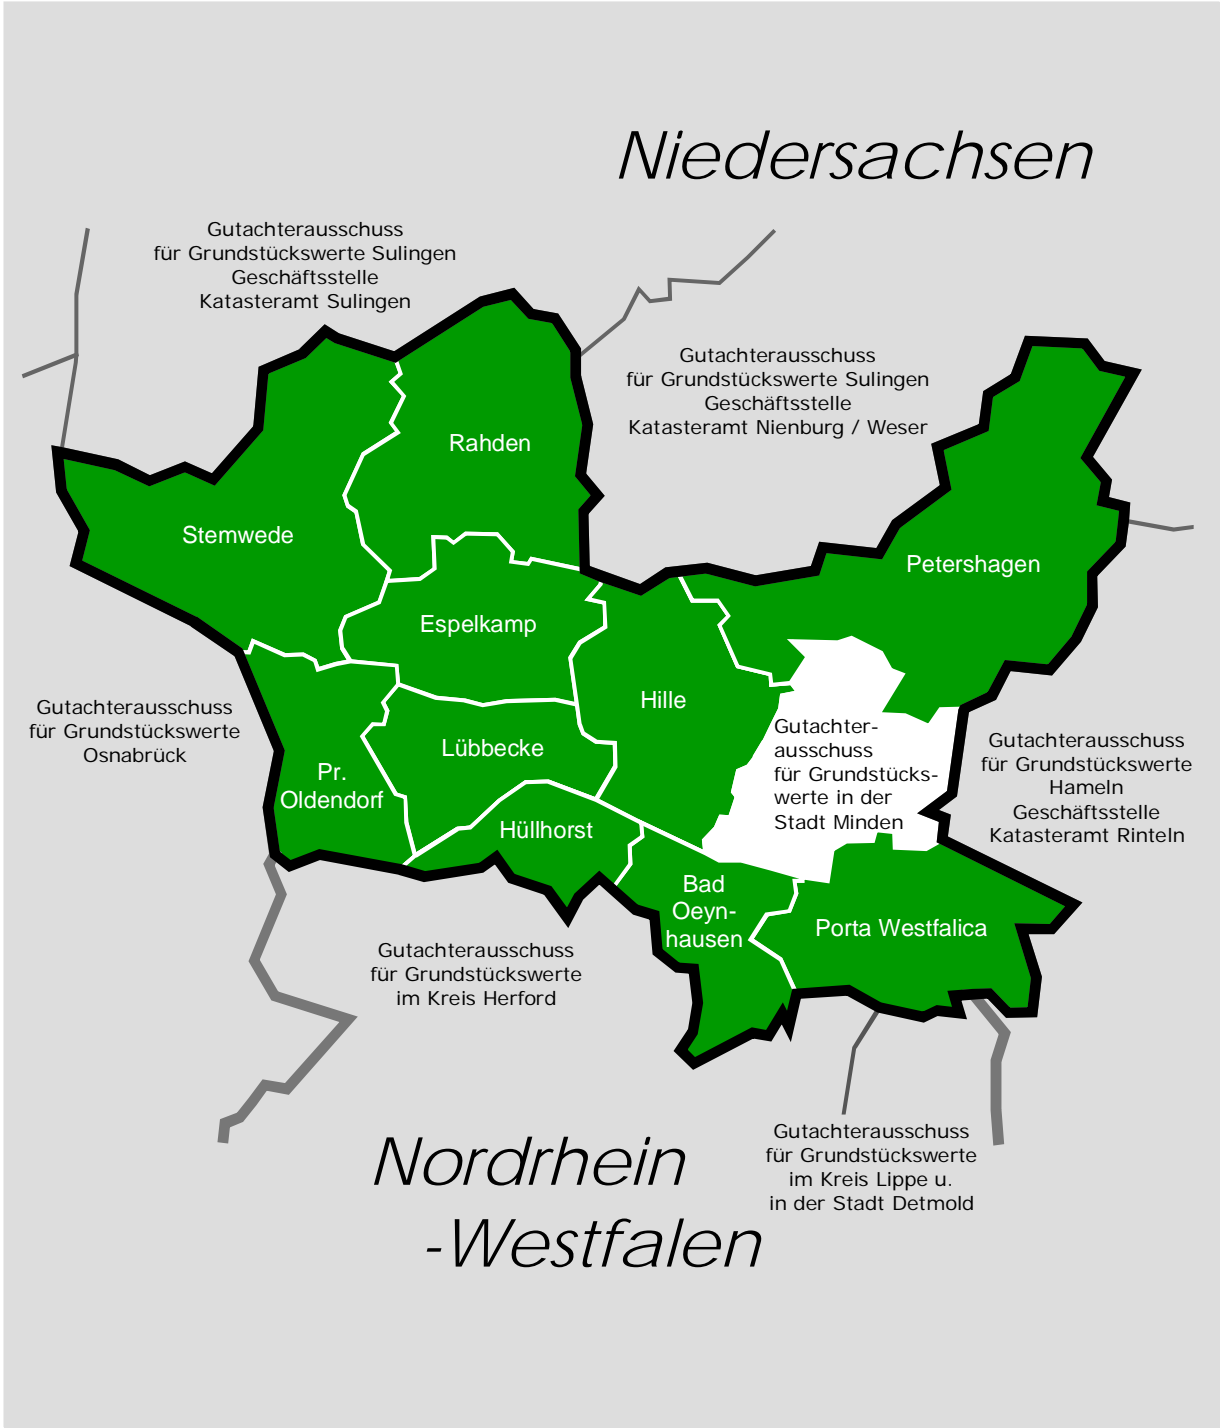 Niedersachsen
Gutachterausschuss
für Grundstückswerte Sulingen
Geschäftsstelle
Katasteramt Sulingen
Gutachterausschuss
für Grundstückswerte Sulingen
Geschäftsstelle
Katasteramt Nienburg / Weser
Rahden
Stemwede
Petershagen
Espelkamp
Hille
Gutachterausschuss
für Grundstückswerte
Osnabrück
Lübbecke
Pr.
Oldendorf
Hüllhorst
Gutachter-
ausschuss
für Grundstücks-
werte in der
Stadt Minden
Gutachterausschuss
für Grundstückswerte
Hameln
Geschäftsstelle
Katasteramt Rinteln
Bad
Oeyn-
hausen
Porta Westfalica
Gutachterausschuss
für Grundstückswerte
im Kreis Herford
Nordrhein
-Westfalen
Gutachterausschuss
für Grundstückswerte
im Kreis Lippe u.
in der Stadt Detmold